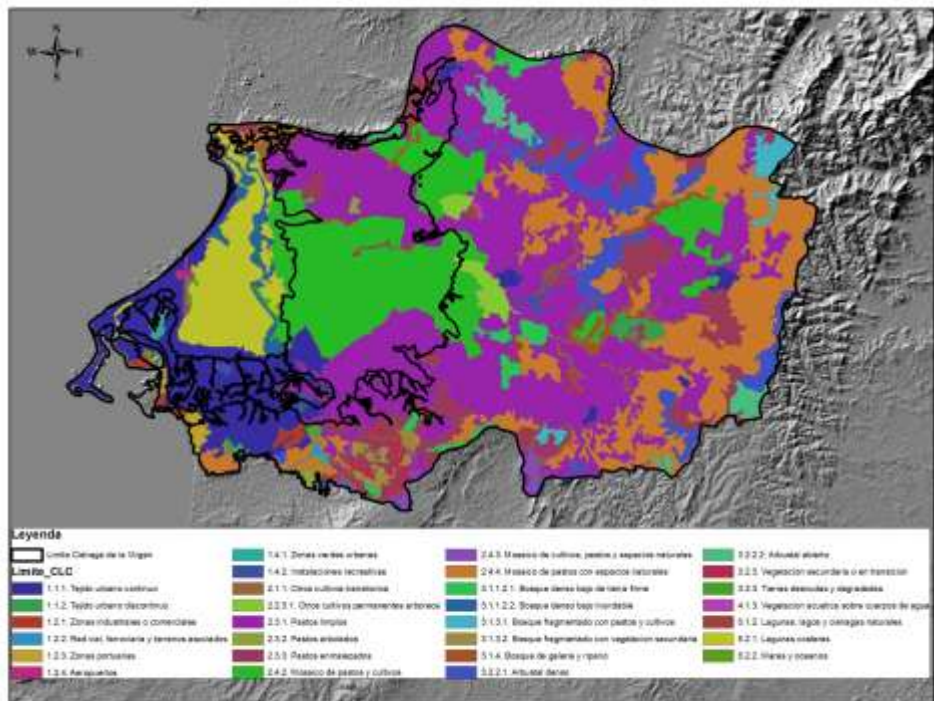 N
W E
S
Leyenda
Limite Ciénaga de la Virgen
Limite_CLC
1.1.1. Tejido urbano continuo
1.1.2. Tejido urbano discontinuo
1.2.1. Zonas industriales o comerciales
1.2.2. Red vial, ferroviaria y terrenos asociados
1.2.3. Zonas portuarias
1.2.4. Aeropuertos
1.4.1. Zonas verdes urbanas
1.4.2. Instalaciones recreativas
2.1.1. Otros cultivos transitorios
2.2.3.1. Otros cultivos permanentes arboreos
2.3.1. Pastos limpios
2.3.2. Pastos arbolados
2.3.3. Pastos enmalezados
2.4.2. Mosaico de pastos y cultivos
2.4.3. Mosaico de cultivos, pastos y espacios naturales
2.4.4. Mosaico de pastos con espacios naturales
3.1.1.2.1. Bosque denso bajo de tierra firme
3.1.1.2.2. Bosque denso bajo inundable
3.1.3.1. Bosque fragmentado con pastos y cultivos
3.1.3.2. Bosque fragmentado con vegetación secundaria
3.1.4. Bosque de galeria y ripario
3.2.2.1. Arbustal denso
3.2.2.2. Arbustal abierto
3.2.3. Vegetacion secundaria o en transicion
3.3.3. Tierras desnudas y degradadas
4.1.3. Vegetacion acuatica sobre cuerpos de agua
5.1.2. Lagunas, lagos y cienagas naturales
5.2.1. Lagunas costeras
5.2.2. Mares y oceanos